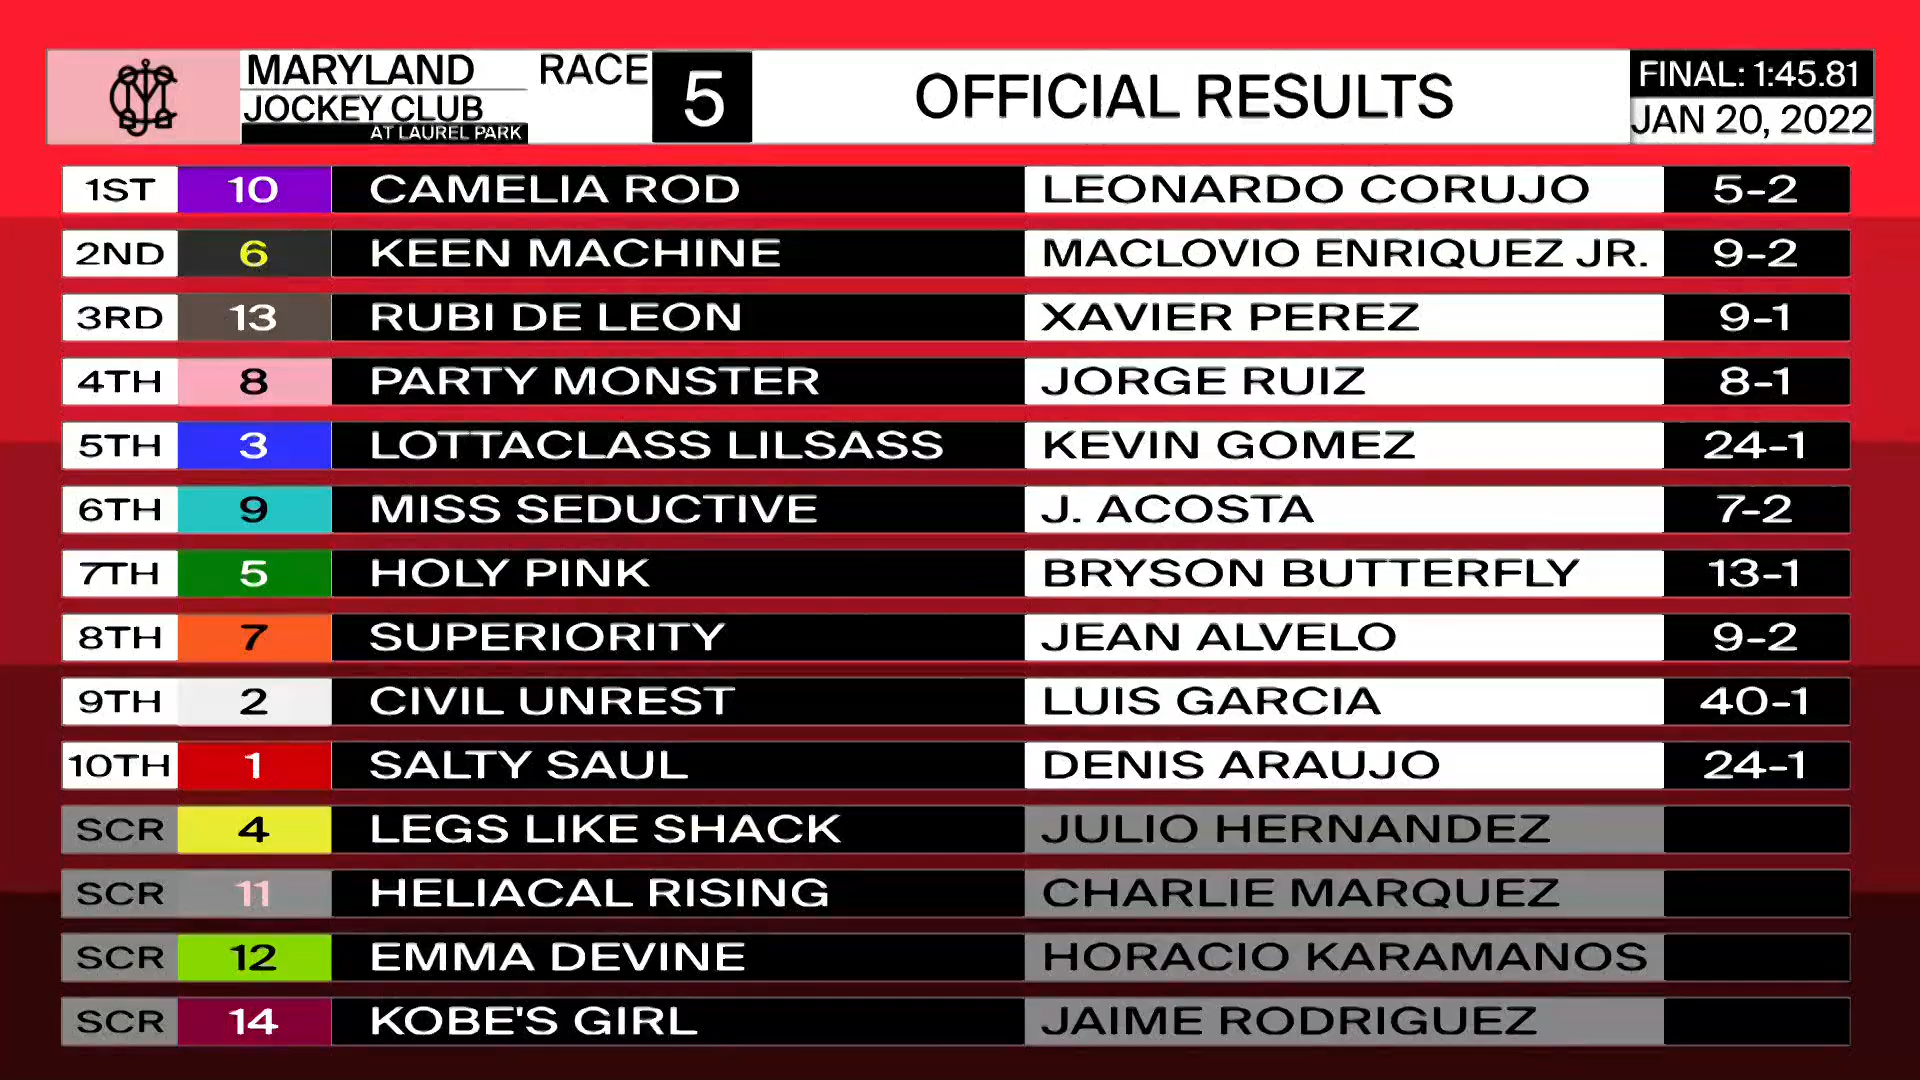 MARYLAND
JOCKEY CLUB
AT LAUREL PARK
RACE 5
OFFICIAL RESULTS
FINAL: 1:45.81
JAN 20, 2022
1ST 10 CAMELIA ROD LEONARDO CORUJO 5-2
2ND 6 KEEN MACHINE MACLOVIO ENRIQUEZ JR. 9-2
3RD 13 RUBI DE LEON XAVIER PEREZ 9-1
4TH 8 PARTY MONSTER JORGE RUIZ 8-1
5TH 3 LOTTACLASS LILSASS KEVIN GOMEZ 24-1
6TH 9 MISS SEDUCTIVE J. ACOSTA 7-2
7TH 5 HOLY PINK BRYSON BUTTERFLY 13-1
8TH 7 SUPERIORITY JEAN ALVELO 9-2
9TH 2 CIVIL UNREST LUIS GARCIA 40-1
10TH 1 SALTY SAUL DENIS ARAUJO 24-1
SCR 4 LEGS LIKE SHACK JULIO HERNANDEZ
SCR 11 HELIACAL RISING CHARLIE MARQUEZ
SCR 12 EMMA DEVINE HORACIO KARAMANOS
SCR 14 KOBE'S GIRL JAIME RODRIGUEZ